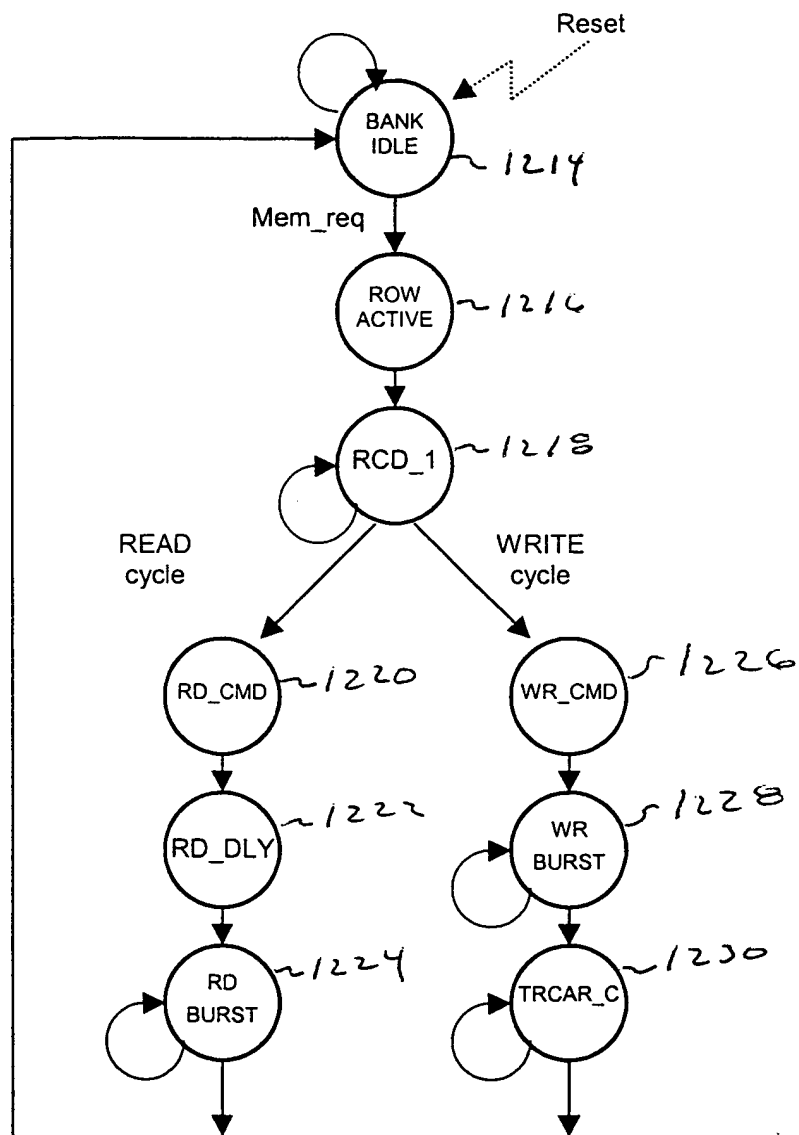 Reset
BANK
IDLE
1214
Mem_req
ROW
ACTIVE
1216
RCD_1
1218
READ
cycle
WRITE
cycle
RD_CMD
1220
WR_CMD
1226
RD_DLY
1222
WR
BURST
1228
RD
BURST
1224
TRCAR_C
1230